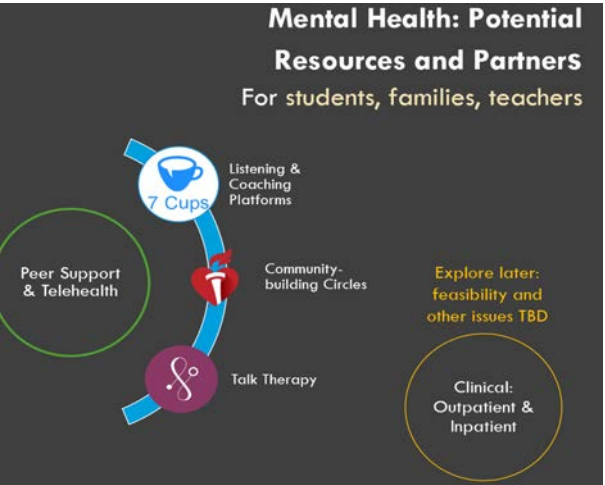 Mental Health: Potential
Resources and Partners
For students, families, teachers
7 Cups
Listening &
Coaching
Platforms
Peer Support
& Telehealth
Community-
building Circles
Talk Therapy
Explore later:
feasibility and
other issues TBD
Clinical:
Outpatient &
Inpatient